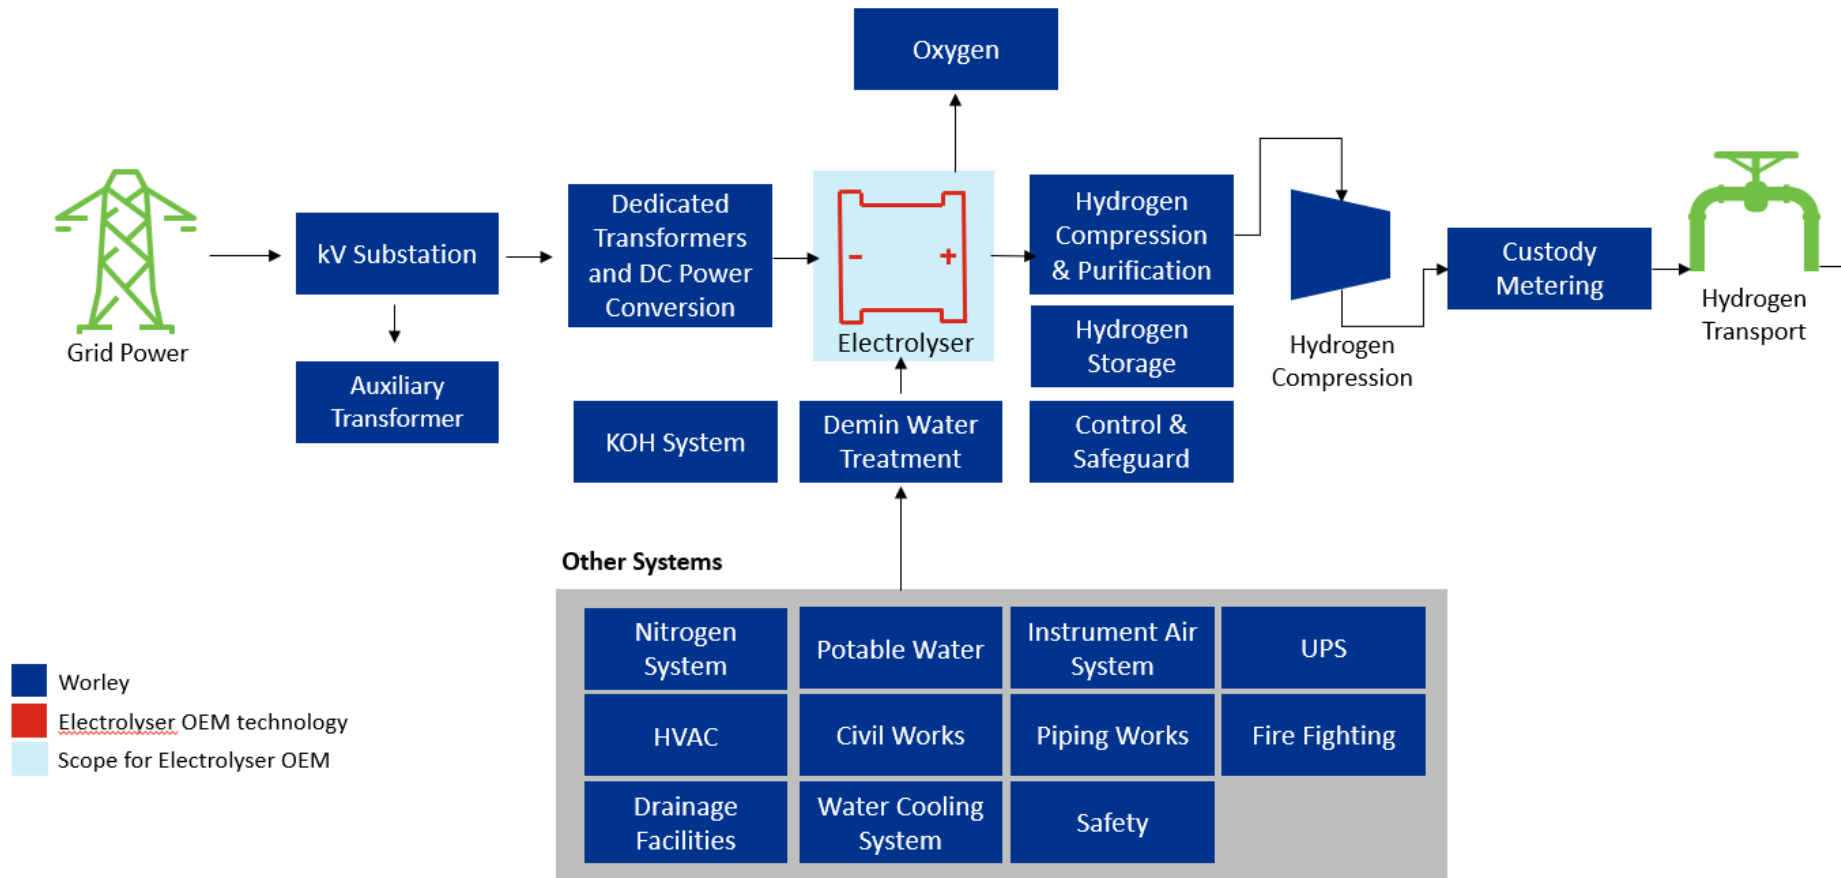 Oxygen
Grid Power
kV Substation
Auxiliary
Transformer
Dedicated
Transformers
and DC Power
Conversion
-
+
Electrolyser
Hydrogen
Compression
& Purification
Hydrogen
Storage
Control &
Safeguard
KOH System
Demin Water
Treatment
Hydrogen
Compression
Custody
Metering
Hydrogen
Transport
Other Systems
Nitrogen
System
Potable Water
Instrument Air
System
UPS
HVAC
Civil Works
Piping Works
Fire Fighting
Drainage
Facilities
Water Cooling
System
Safety
Worley
Electrolyser OEM technology
Scope for Electrolyser OEM